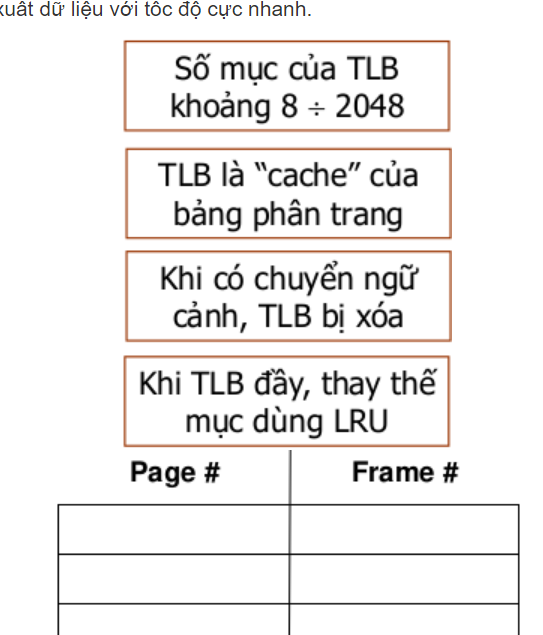 xuất dữ liệu với tôc độ cực nhanh.
Số mục của TLB
khoảng 8 ÷ 2048
TLB là “cache” của
bảng phân trang
Khi có chuyển ngữ
cảnh, TLB bị xóa
Khi TLB đầy, thay thế
mục dùng LRU
Page # Frame #